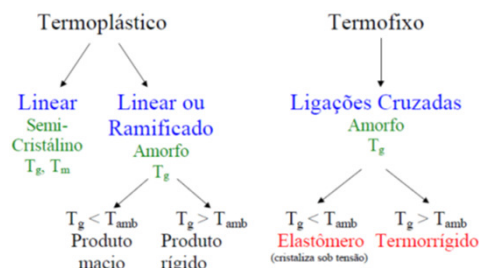 Termoplástico
Termofixo
Linear
Semi-
Cristálino
Tg, Tm
Linear ou
Ramificado
Amorfo
Tg
Ligações Cruzadas
Amorfo
Tg
Tg < Tamb
Produto
macio
Tg > Tamb
Produto
rígido
Tg < Tamb
Elastômero
(cristaliza sob tensão)
Tg > Tamb
Termorrígido